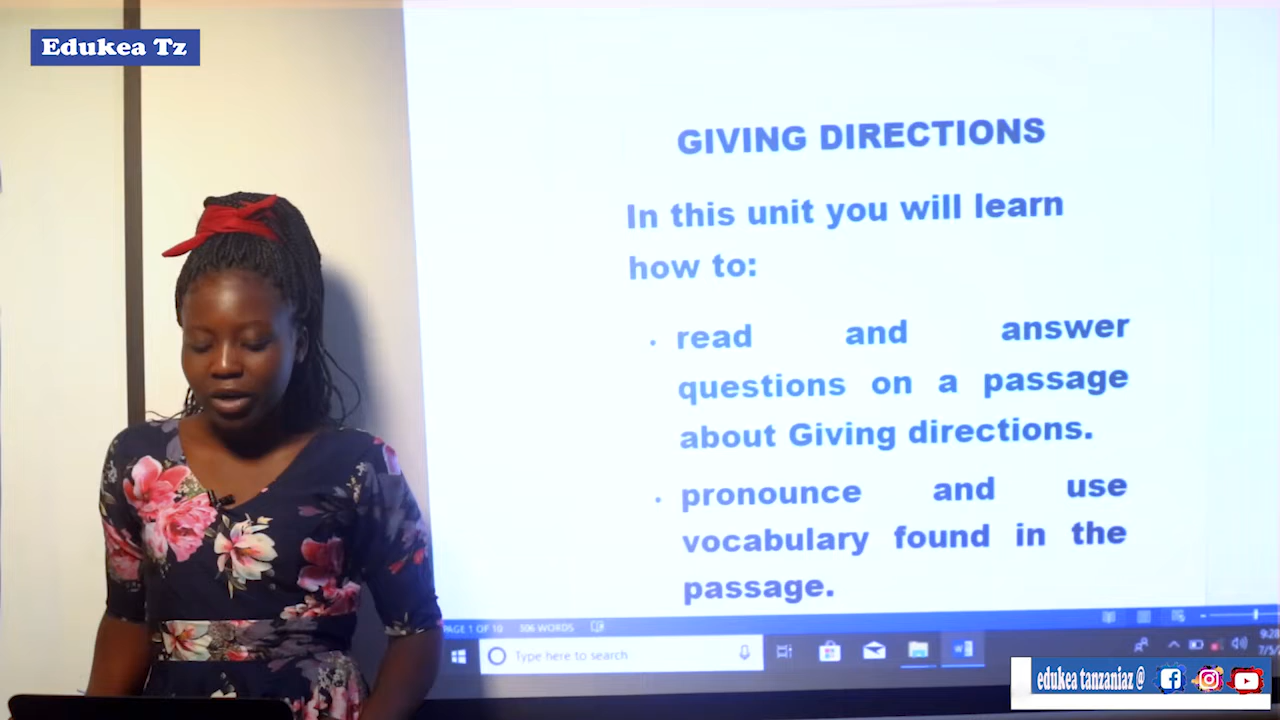 Edukea Tz
GIVING DIRECTIONS
In this unit you will learn
how to:
· read and answer
questions on a passage
about Giving directions.
· pronounce and use
vocabulary found in the
passage.
PAGE 1 OF 10 306 WORDS
Type here to search
edukea tanzaniaz @